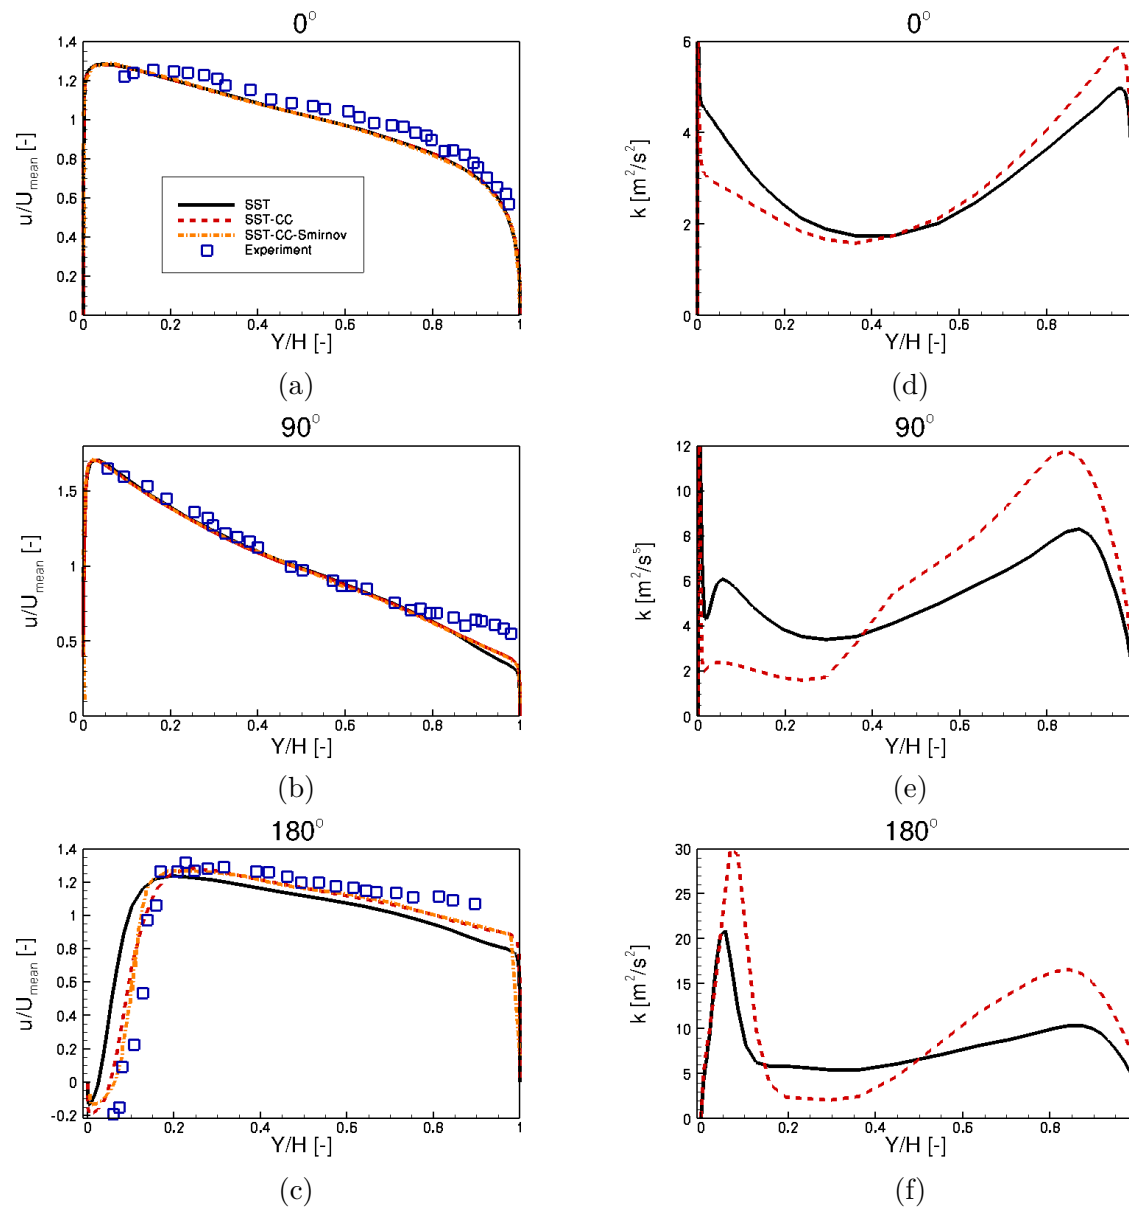 0°
1.4
1.2
1
0.8
0.6
0.4
0.2
0
u/U_mean [-]
SST
SST-CC
SST-CC-Smirnov
Experiment
0 0.2 0.4 0.6 0.8 1
Y/H [-]
(a)
0°
6
4
2
0
k [m²/s²]
0 0.2 0.4 0.6 0.8
Y/H [-]
(d)
90°
1.5
1
0.5
0
u/U_mean [-]
0 0.2 0.4 0.6 0.8 1
Y/H [-]
(b)
90°
12
10
8
6
4
2
0
k [m²/s⁵]
0 0.2 0.4 0.6 0.8
Y/H [-]
(e)
180°
1.4
1.2
1
0.8
0.6
0.4
0.2
0
-0.2
u/U_mean [-]
0 0.2 0.4 0.6 0.8 1
Y/H [-]
(c)
180°
30
25
20
15
10
5
0
k [m²/s²]
0 0.2 0.4 0.6 0.8
Y/H [-]
(f)